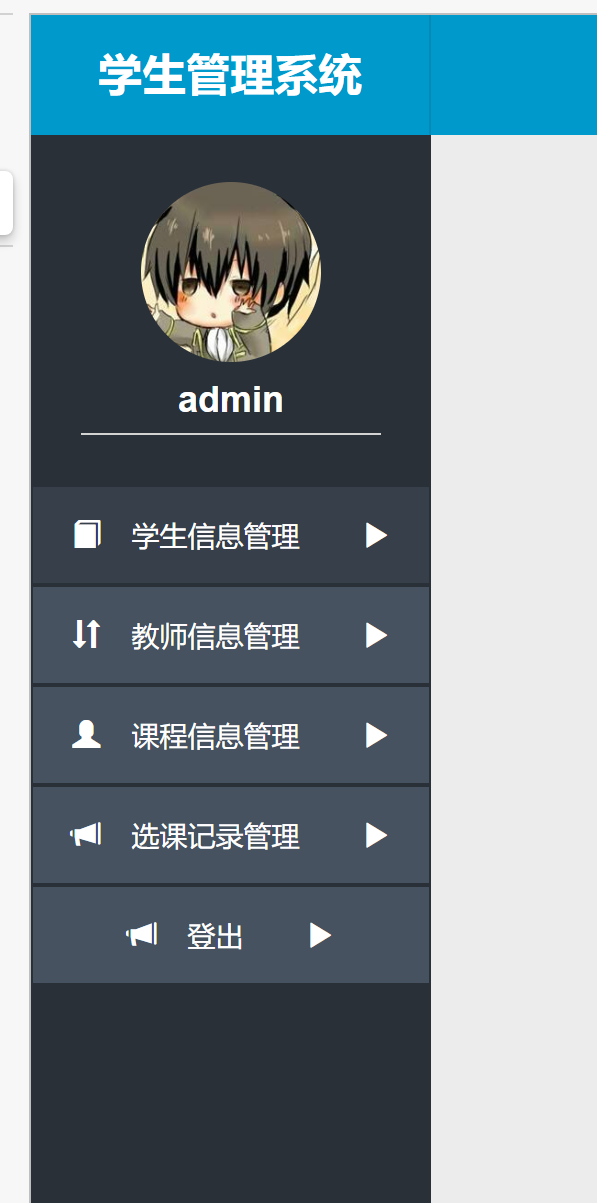 学生管理系统
admin
学生信息管理
教师信息管理
课程信息管理
选课记录管理
登出